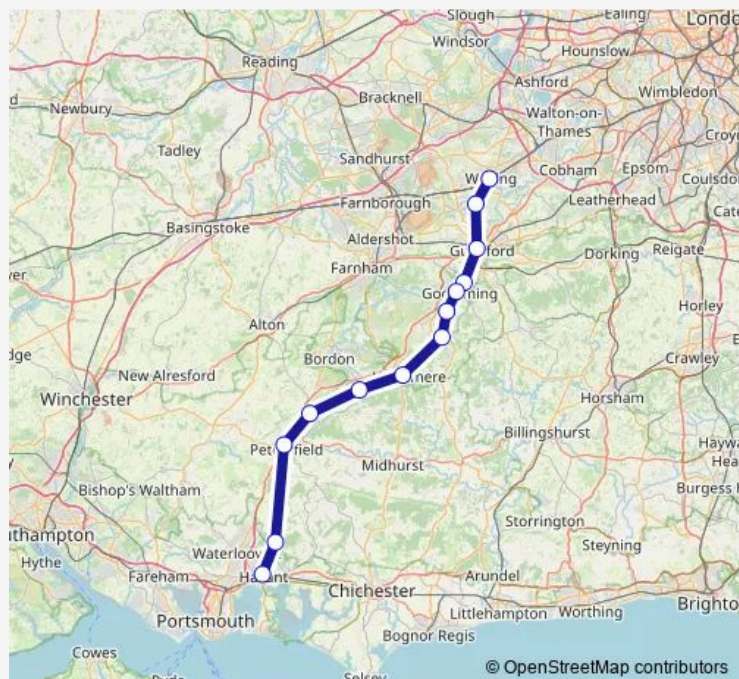 Slough
Ealing
London
Windsor
Reading
Hounslow
Ashford
Bracknell
Wimbledon
Newbury
Walton-on-
Thames
Croy
Tadley
Sandhurst
Cobham
Epsom
Farnborough
Coulsdo
Leatherhead
Basingstoke
Aldershot
Dorking
Reigate
Farnham
Horley
Alton
Bordon
Crawley
New Alresford
Winchester
Horsham
Billingshurst
Midhurst
Burgess H
Bishop's Waltham
Storrington
uthampton
Steyning
Hythe
Fareham
Chichester
Arundel
Brighto
Portsmouth
Littlehampton
Worthing
Bognor Regis
Cowes
© OpenStreetMap contributors